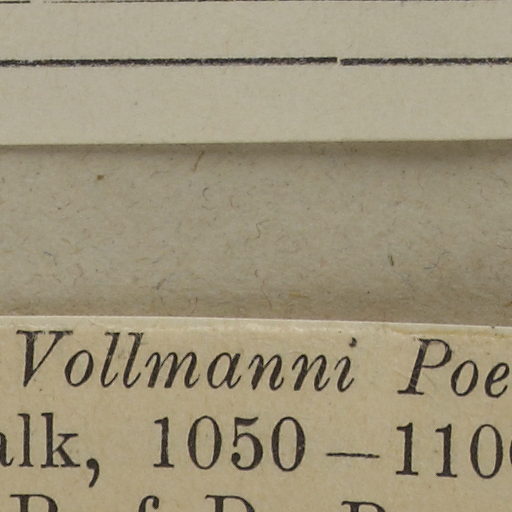 Vollmanni Poe
alk, 1050–110